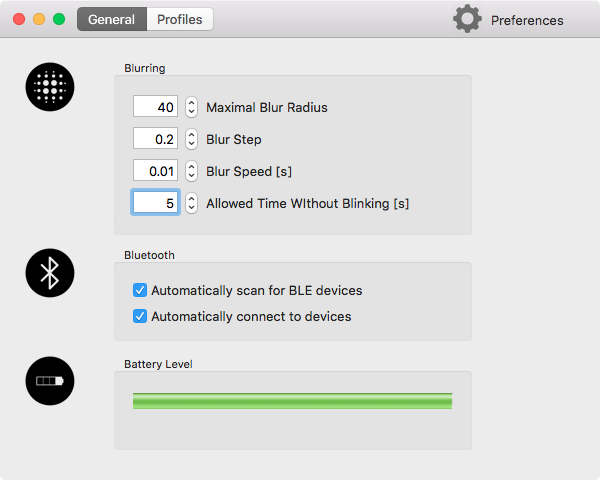 General Profiles Preferences
Blurring
40 Maximal Blur Radius
0.2 Blur Step
0.01 Blur Speed [s]
5 Allowed Time WIthout Blinking [s]
Bluetooth
Automatically scan for BLE devices
Automatically connect to devices
Battery Level